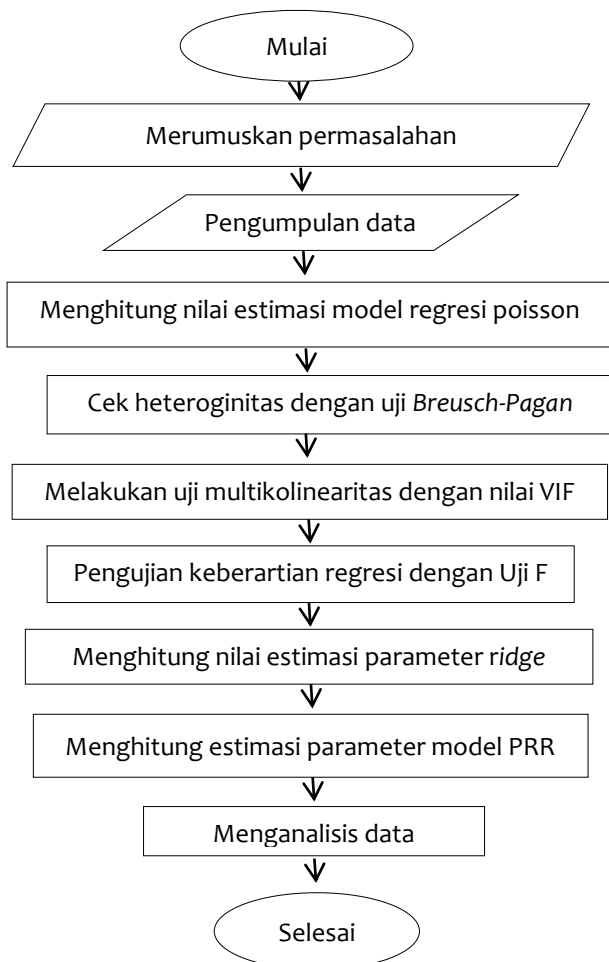 Mulai
Merumuskan permasalahan
Pengumpulan data
Menghitung nilai estimasi model regresi poisson
Cek heteroginitas dengan uji Breusch-Pagan
Melakukan uji multikolinearitas dengan nilai VIF
Pengujian keberartian regresi dengan Uji F
Menghitung nilai estimasi parameter ridge
Menghitung estimasi parameter model PRR
Menganalisis data
Selesai